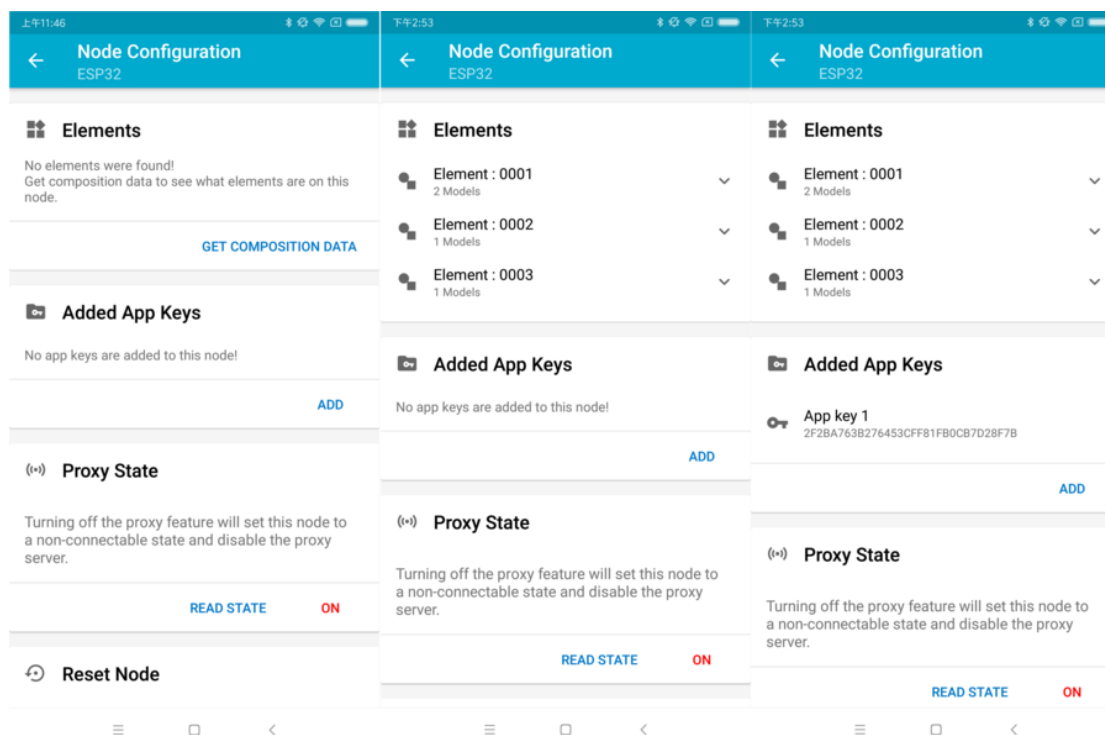 上午11:46
Node Configuration
ESP32
Elements
No elements were found!
Get composition data to see what elements are on this
node.
GET COMPOSITION DATA
Added App Keys
No app keys are added to this node!
ADD
Proxy State
Turning off the proxy feature will set this node to
a non-connectable state and disable the proxy
server.
READ STATE
ON
Reset Node
下午2:53
Node Configuration
ESP32
Elements
Element : 0001
2 Models
Element : 0002
1 Models
Element : 0003
1 Models
Added App Keys
No app keys are added to this node!
ADD
Proxy State
Turning off the proxy feature will set this node to
a non-connectable state and disable the proxy
server.
READ STATE
ON
下午2:53
Node Configuration
ESP32
Elements
Element : 0001
2 Models
Element : 0002
1 Models
Element : 0003
1 Models
Added App Keys
App key 1
2F2BA763B276453CFF81FB0CB7D28F7B
ADD
Proxy State
Turning off the proxy feature will set this node to
a non-connectable state and disable the proxy
server.
READ STATE
ON